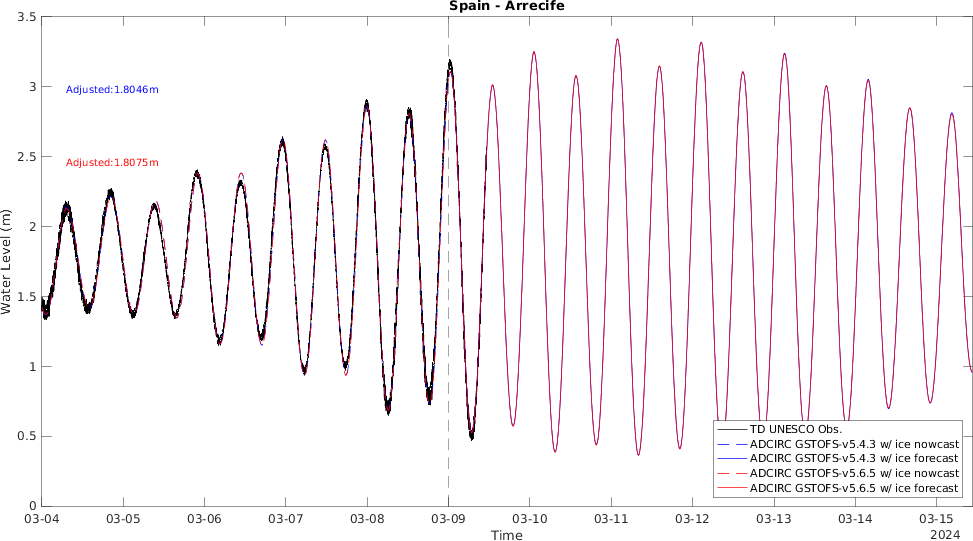 Spain - Arrecife
3.5
3
2.5
2
1.5
1
0.5
0
Water Level (m)
Adjusted:1.8046m
Adjusted:1.8075m
TD UNESCO Obs.
ADCIRC GSTOFS-v5.4.3 w/ ice nowcast
ADCIRC GSTOFS-v5.4.3 w/ ice forecast
ADCIRC GSTOFS-v5.6.5 w/ ice nowcast
ADCIRC GSTOFS-v5.6.5 w/ ice forecast
03-04 03-05 03-06 03-07 03-08 03-09 03-10 03-11 03-12 03-13 03-14 03-15
Time
2024